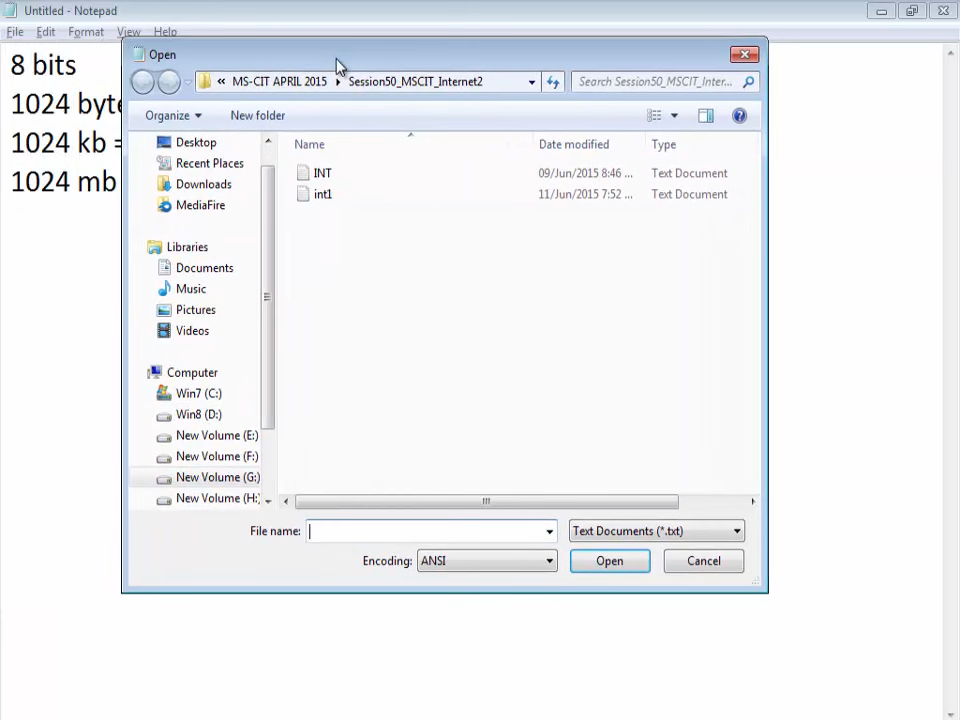 Untitled - Notepad
File Edit Format View Help
8 bits
1024 byte
1024 kb =
1024 mb
Open
« MS-CIT APRIL 2015 Session50_MSCIT_Internet2
Search Session50_MSCIT_Inter...
Organize New folder
Name Date modified Type
INT 09/Jun/2015 8:46 ... Text Document
int1 11/Jun/2015 7:52 ... Text Document
Desktop
Recent Places
Downloads
MediaFire
Libraries
Documents
Music
Pictures
Videos
Computer
Win7 (C:)
Win8 (D:)
New Volume (E:)
New Volume (F:)
New Volume (G:)
New Volume (H:)
File name: Text Documents (*.txt)
Encoding: ANSI Open Cancel